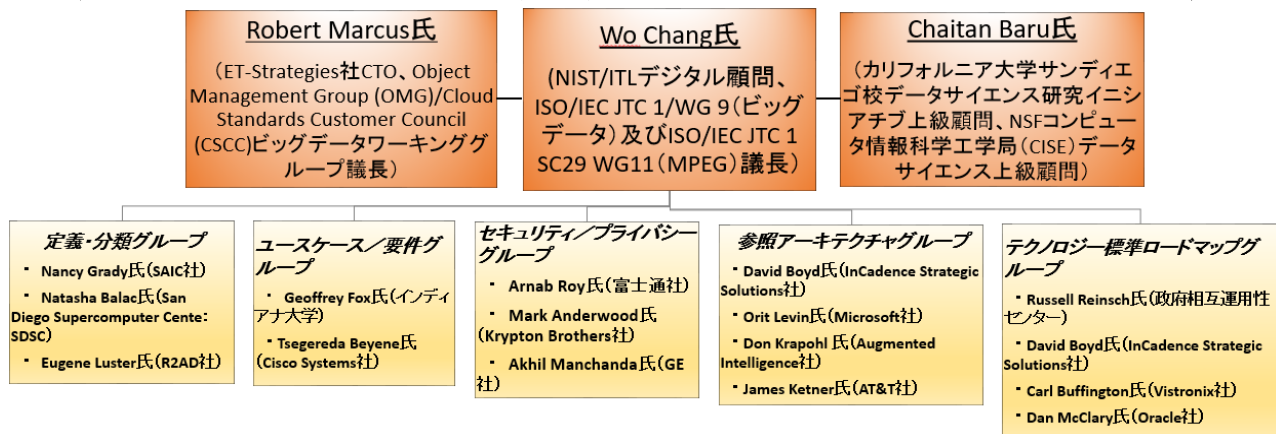 Robert Marcus氏
(ET-Strategies社CTO、Object
Management Group (OMG)/Cloud
Standards Customer Council
(CSCC)ビッグデータワーキンググ
ループ議長)
Wo Chang氏
(NIST/ITLデジタル顧問、
ISO/IEC JTC 1/WG 9(ビッグ
データ)及びISO/IEC JTC 1
SC29 WG11(MPEG)議長)
Chaitan Baru氏
(カリフォルニア大学サンディエ
ゴ校データサイエンス研究イニシ
アチブ上級顧問、NSFコンピュー
タ情報科学工学局(CISE)データ
サイエンス上級顧問)
定義・分類グループ
・ Nancy Grady氏(SAIC社)
・ Natasha Balac氏(San
Diego Supercomputer Cente:
SDSC)
・ Eugene Luster氏(R2AD社)
ユースケース/要件グ
ループ
・ Geoffrey Fox氏(インディ
アナ大学)
・ Tsegereda Beyene氏
(Cisco Systems社)
セキュリティ/プライバシー
グループ
・ Arnab Roy氏(富士通社)
・ Mark Anderwood氏
(Krypton Brothers社)
・ Akhil Manchanda氏(GE
社)
参照アーキテクチャグループ
・David Boyd氏(InCadence Strategic
Solutions社)
・Orit Levin氏(Microsoft社)
・Don Krapohl 氏(Augmented
Intelligence社)
・James Ketner氏(AT&T社)
テクノロジー標準ロードマップグ
ループ
・ Russell Reinsch氏(政府相互運用性
センター)
・ David Boyd氏(InCadence Strategic
Solutions社)
・ Carl Buffington氏(Vistronix社)
・ Dan McClary氏(Oracle社)